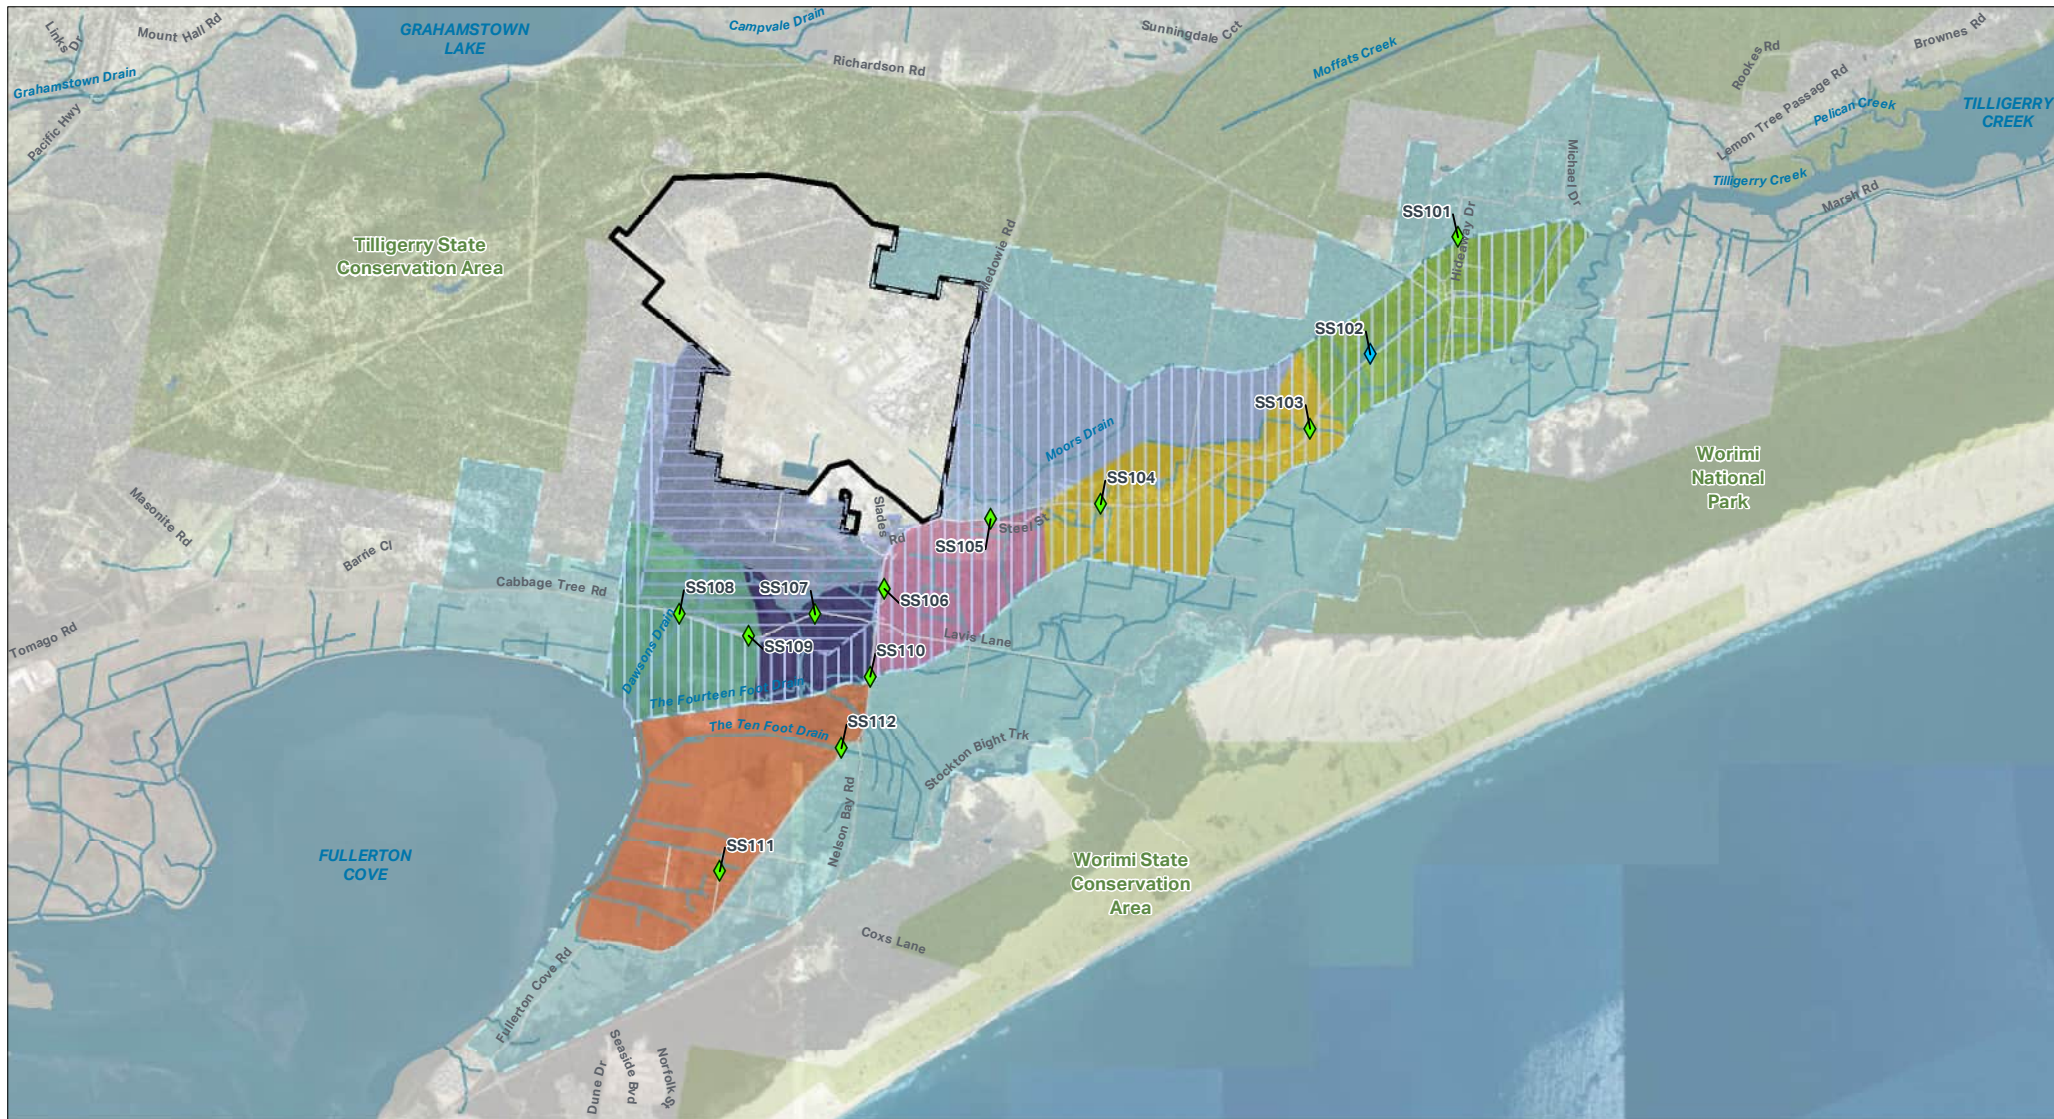 Links Dr
Mount Hall Rd
GRAHAMSTOWN
LAKE
Campvale Drain
Sunningdale Cct
Richardson Rd
Moffats Creek
Rookes Rd
Brownes Rd
Grahamstown Drain
Pacific Hwy
Lemon Tree Passage Rd
Pelican Creek
TILLIGERRY
CREEK
Michael Dr
Tilligerry Creek
Marsh Rd
SS101
Hideaway Dr
Tilligerry State
Conservation Area
Medowie Rd
SS102
SS103
Moors Drain
Worimi
National
Park
SS104
Masonite Rd
Slades
Rd
Steel St
SS105
Barrie Cl
Cabbage Tree Rd
SS108
SS107
SS106
Tomago Rd
Dawsons Drain
SS109
Lavis Lane
SS110
The Fourteen Foot Drain
The Ten Foot Drain
SS112
Stockton Bight Trk
Nelson Bay Rd
SS111
FULLERTON
COVE
Worimi State
Conservation
Area
Coxs Lane
Fullerton Cove Rd
Dune Dr
Seaside Bvd
Norfolk St